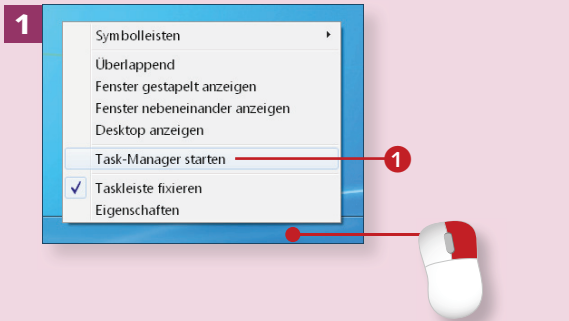 1
Symbolleisten
Überlappend
Fenster gestapelt anzeigen
Fenster nebeneinander anzeigen
Desktop anzeigen
Task-Manager starten 1
Taskleiste fixieren
Eigenschaften